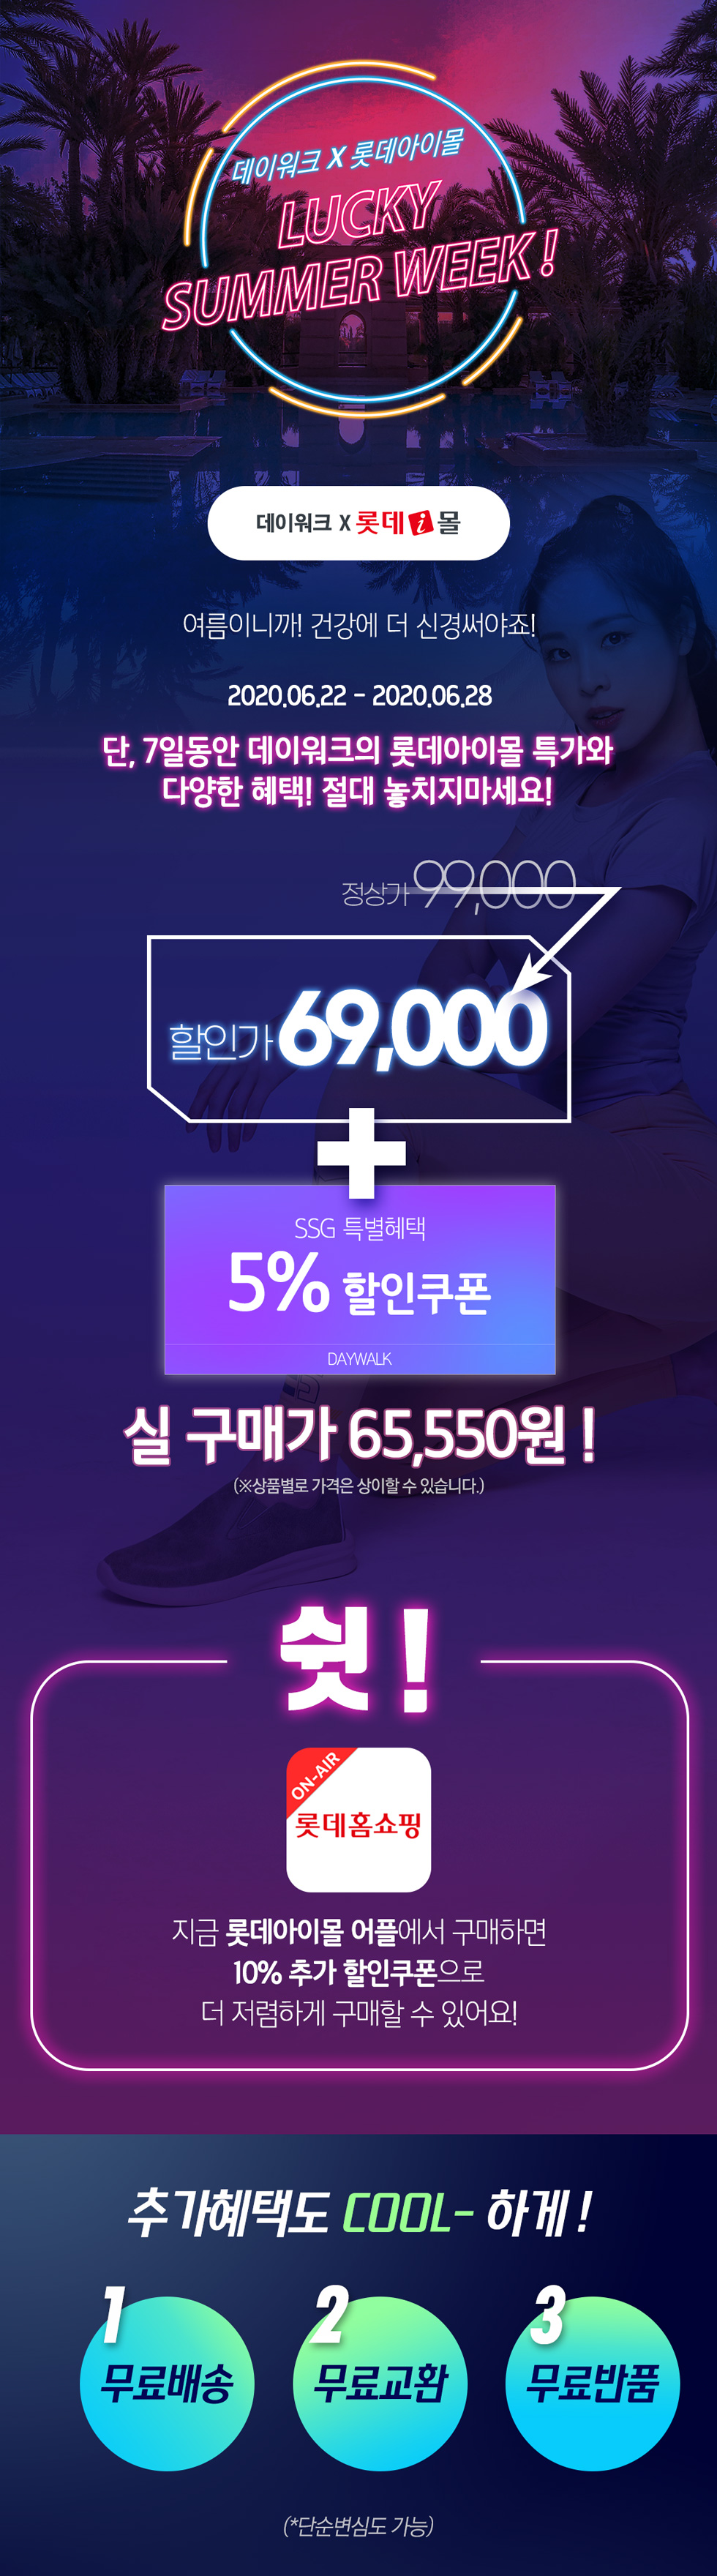 데이워크 X 롯데아이몰
LUCKY
SUMMER WEEK !
데이워크 X 롯데 i 몰
여름이니까! 건강에 더 신경써야죠!
2020.06.22 - 2020.06.28
단, 7일동안 데이워크의 롯데아이몰 특가와
다양한 혜택! 절대 놓치지마세요!
정상가 99,000
할인가 69,000
+
SSG 특별혜택
5% 할인쿠폰
DAYWALK
실 구매가 65,550원 !
(※상품별로 가격은 상이할 수 있습니다.)
쉿 !
ON-AIR
롯데홈쇼핑
지금 롯데아이몰 어플에서 구매하면
10% 추가 할인쿠폰으로
더 저렴하게 구매할 수 있어요!
추가혜택도 COOL- 하게 !
1 무료배송
2 무료교환
3 무료반품
(*단순변심도 가능)